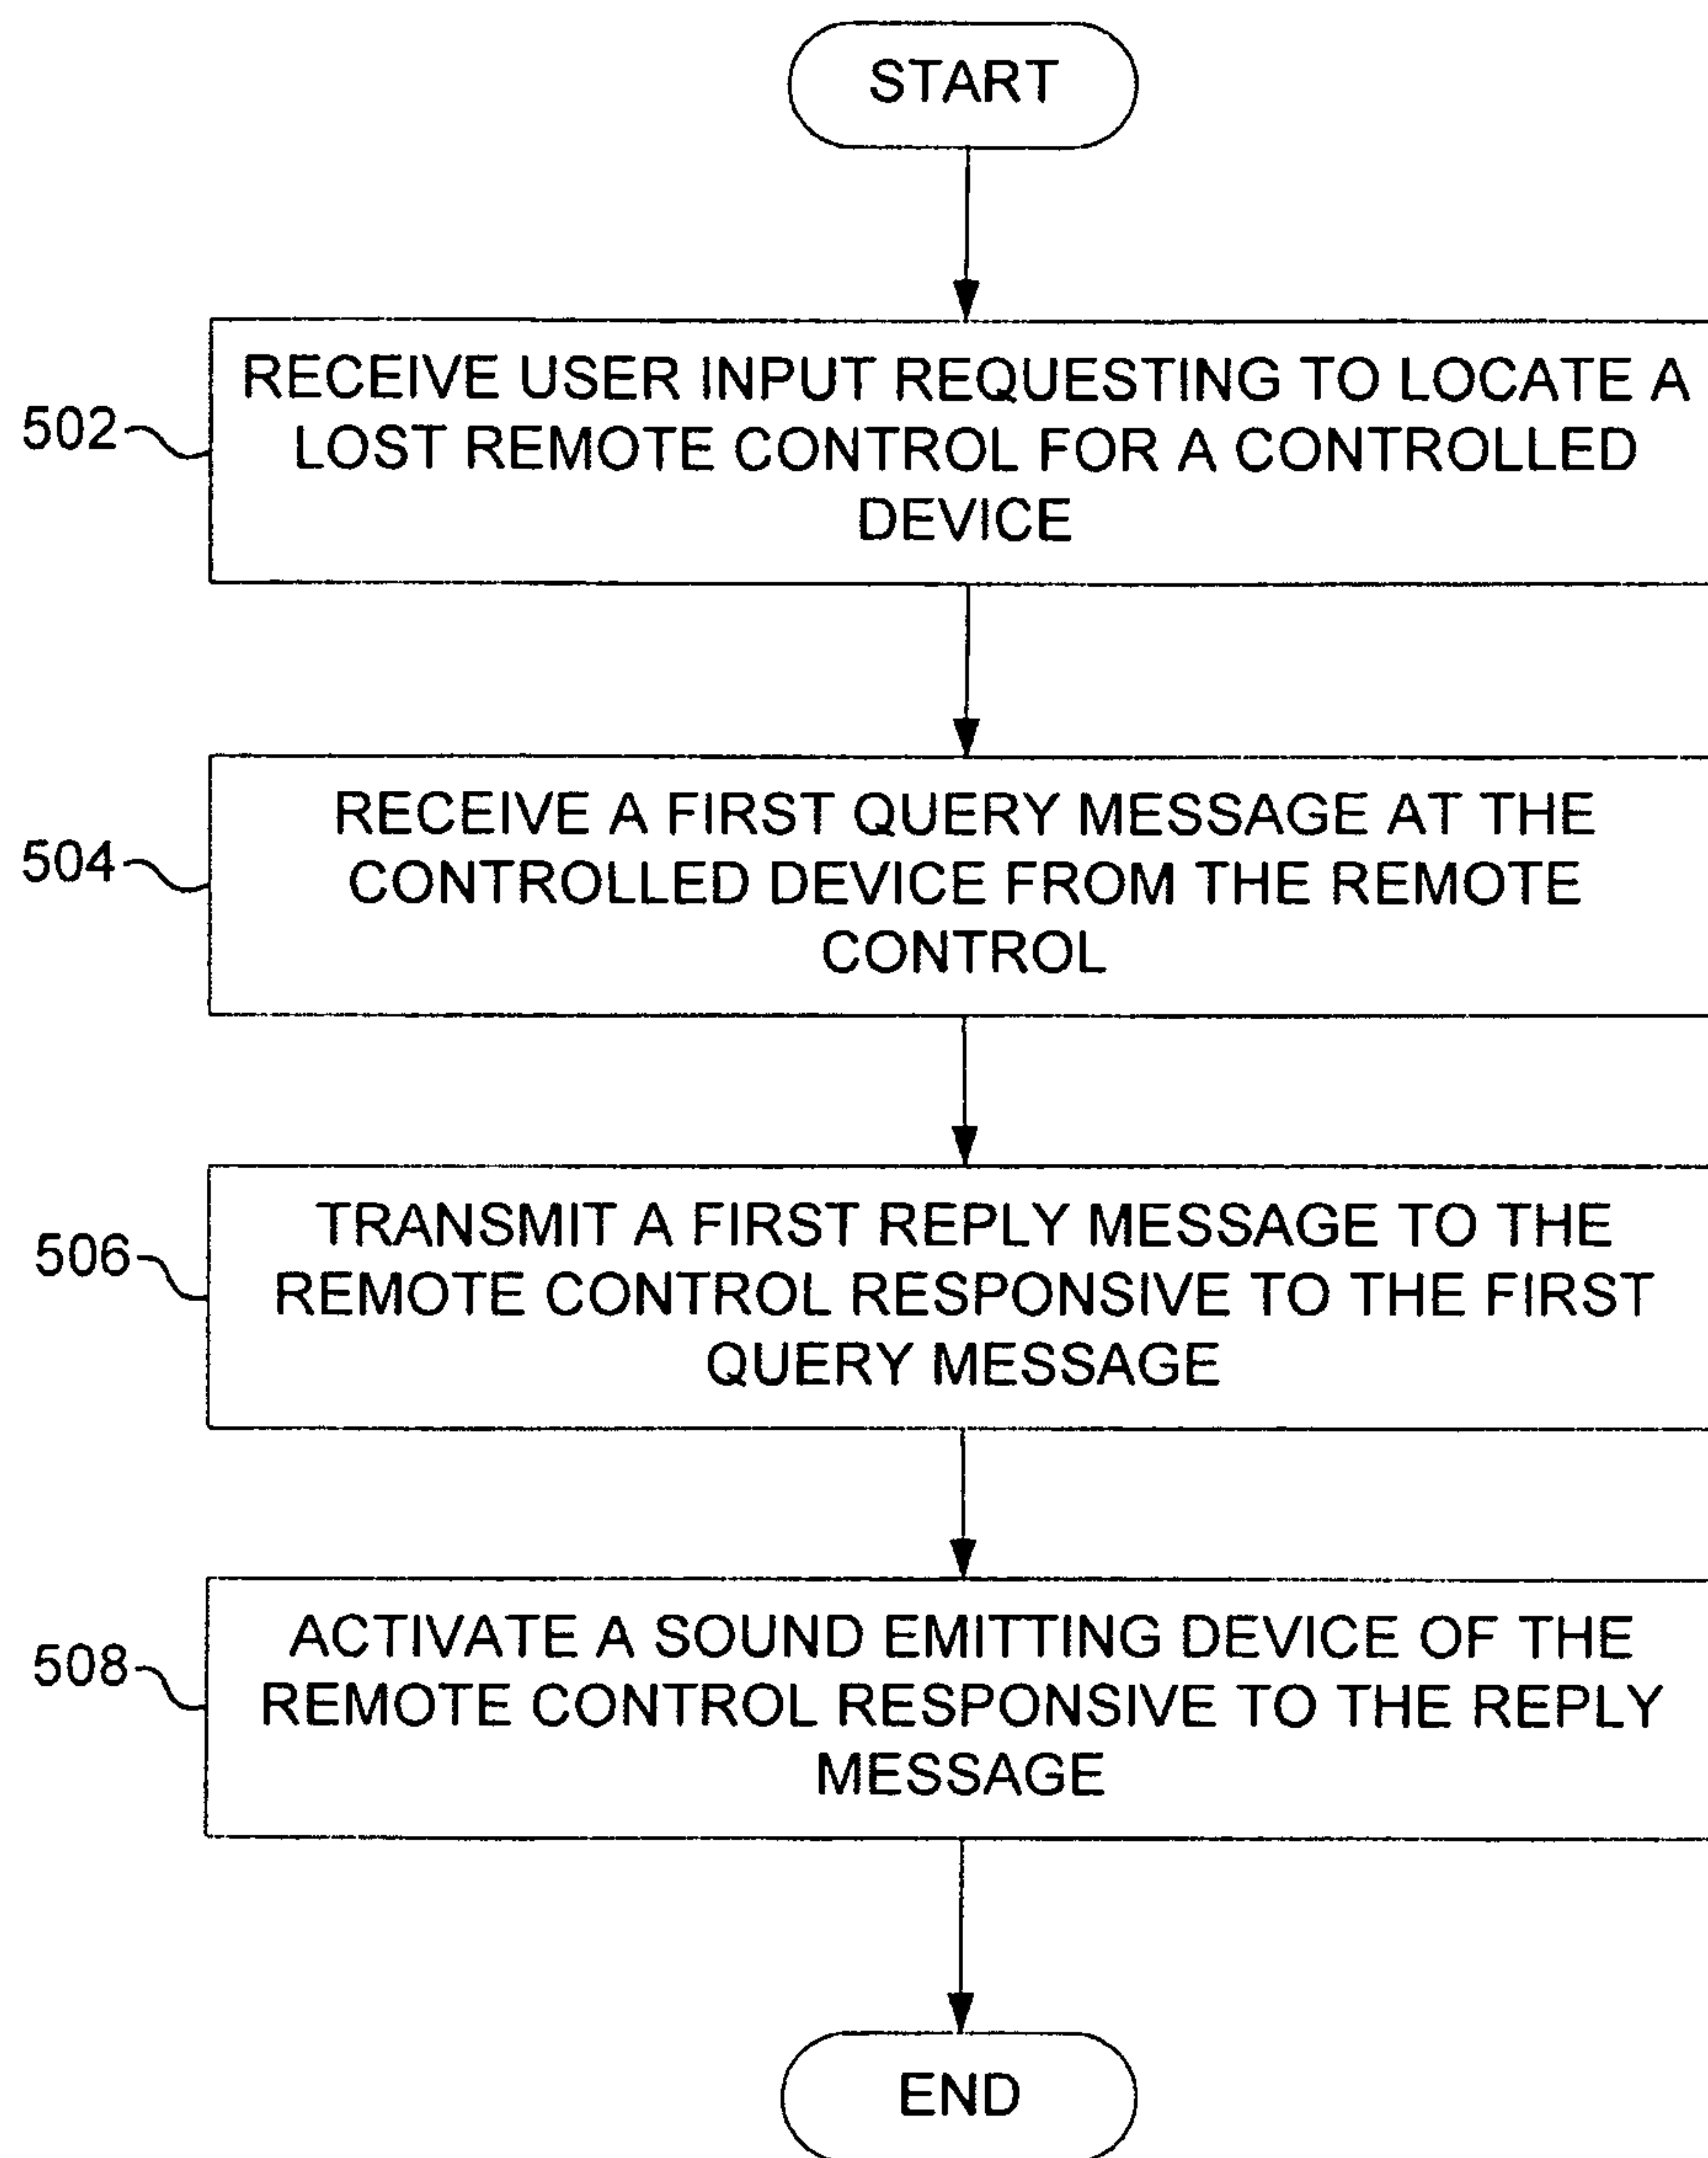 START
502
RECEIVE USER INPUT REQUESTING TO LOCATE A
LOST REMOTE CONTROL FOR A CONTROLLED
DEVICE
504
RECEIVE A FIRST QUERY MESSAGE AT THE
CONTROLLED DEVICE FROM THE REMOTE
CONTROL
506
TRANSMIT A FIRST REPLY MESSAGE TO THE
REMOTE CONTROL RESPONSIVE TO THE FIRST
QUERY MESSAGE
508
ACTIVATE A SOUND EMITTING DEVICE OF THE
REMOTE CONTROL RESPONSIVE TO THE REPLY
MESSAGE
END